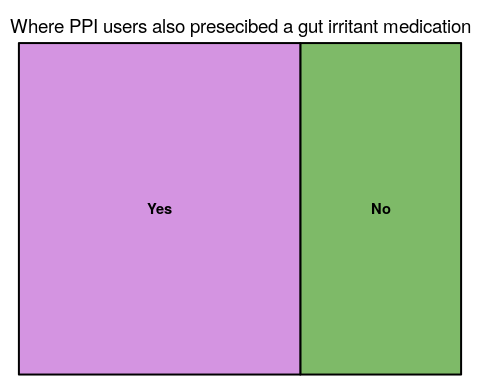 Where PPI users also presecibed a gut irritant medication
Yes
No